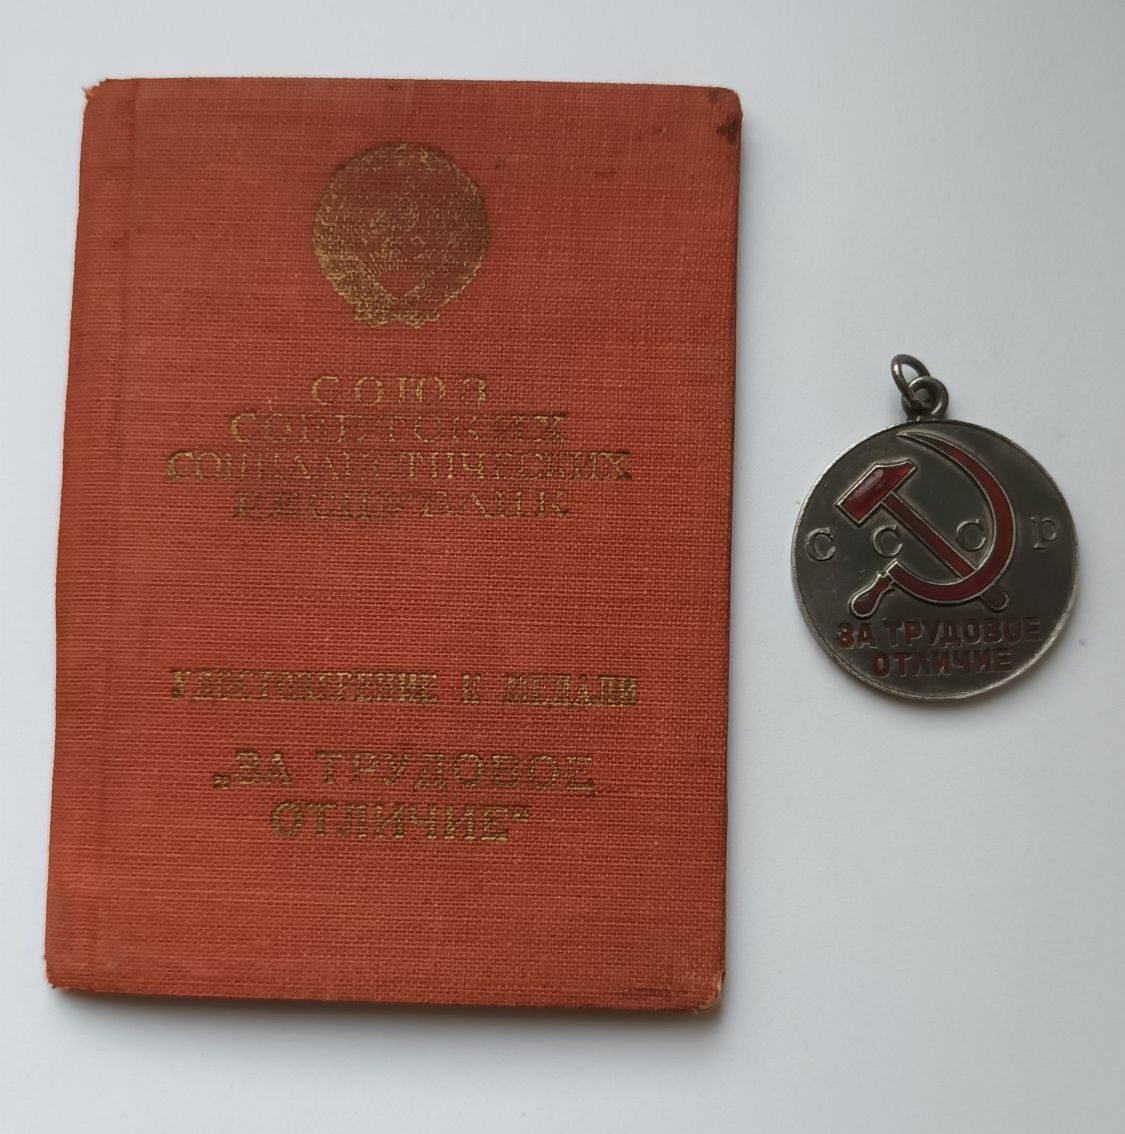 СОЮЗ
СОВЕТСКИХ
СОЦИАЛИСТИЧЕСКИХ
РЕСПУБЛИК
УДОСТОВЕРЕНИЕ К МЕДАЛИ
„ЗА ТРУДОВОЕ
ОТЛИЧИЕ“
С С С Р
ЗА ТРУДОВОЕ
ОТЛИЧИЕ